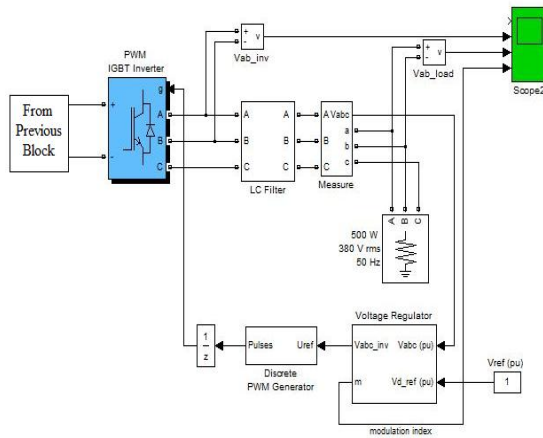 PWM
IGBT Inverter
From
Previous
Block
+
-
g
A
B
C
+
-
v
Vab_inv
+
-
v
Vab_load
Scope2
A
B
C
A
B
C
LC Filter
A
B
C
Vabc
a
b
c
Measure
500 W
380 V rms
50 Hz
A
B
C
1
z
Pulses
Uref
Discrete
PWM Generator
Voltage Regulator
Vabc_inv
Vabc (pu)
m
Vd_ref (pu)
Vref (pu)
1
modulation index